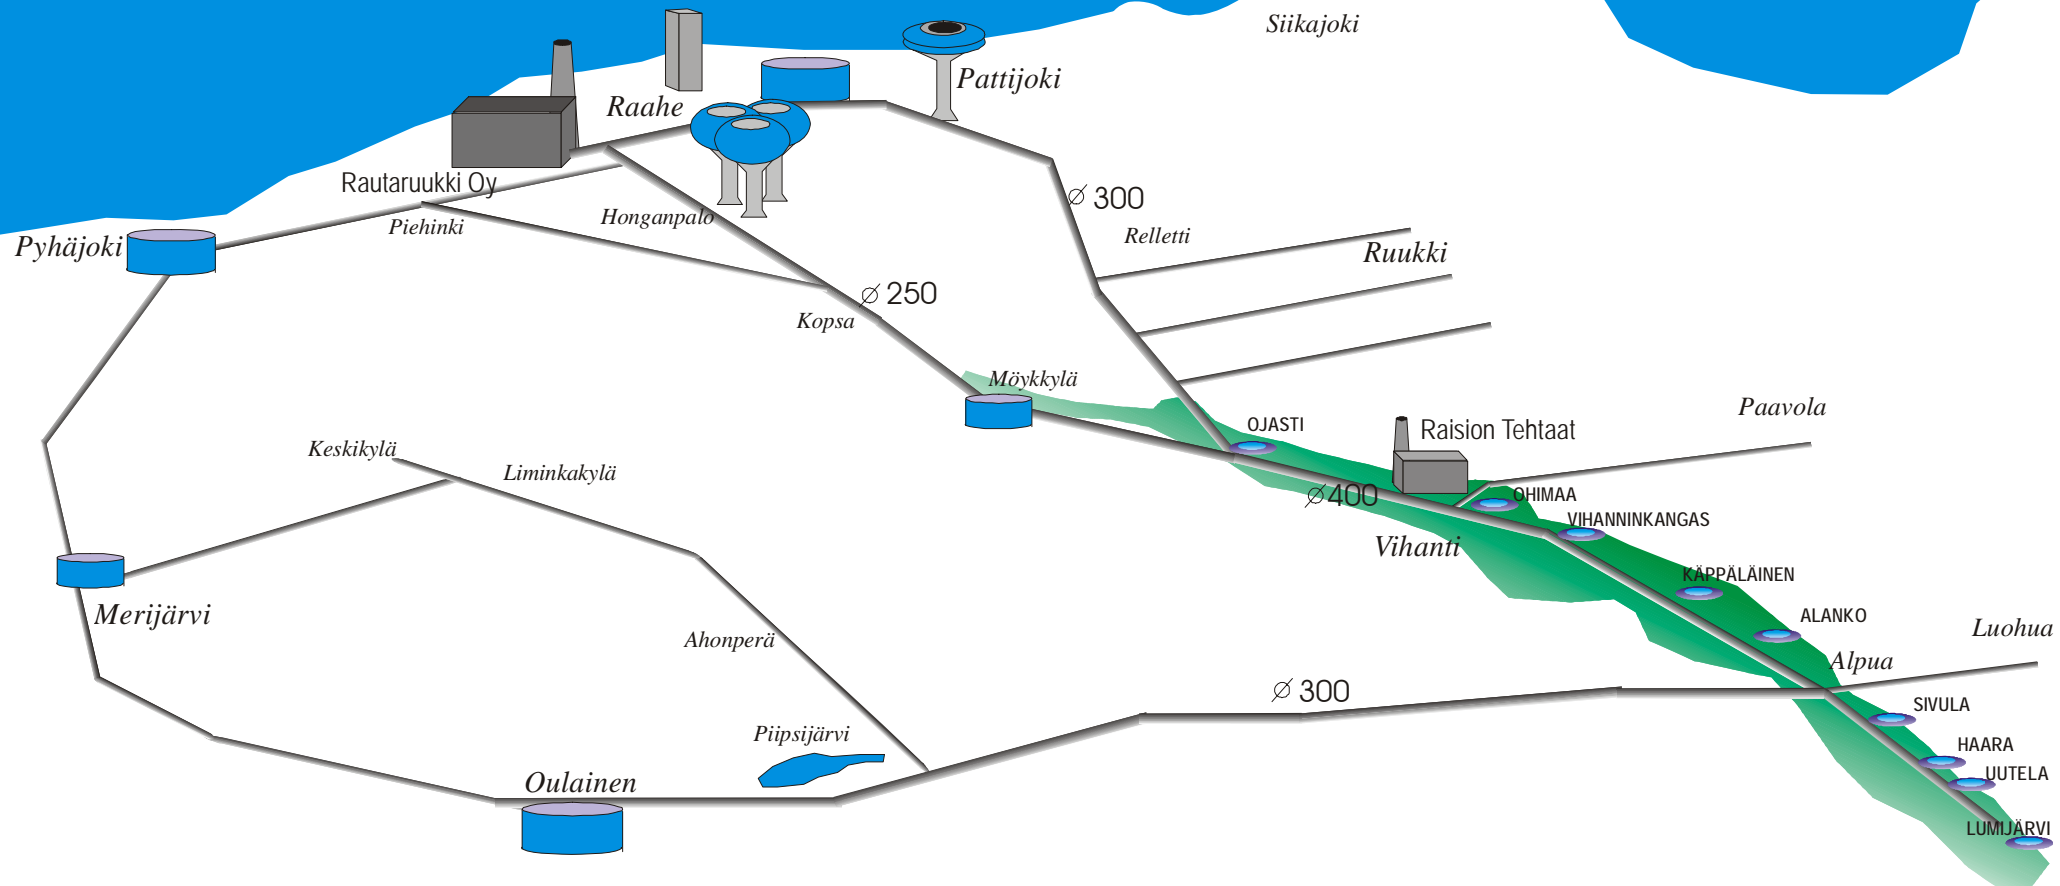 Siikajoki
Pattijoki
Raahe
Rautaruukki Oy
⌀ 300
Honganpalo
Piehinki
Relletti
Pyhäjoki
Ruukki
⌀ 250
Kopsa
Möykkylä
Paavola
OJASTI
Raision Tehtaat
Keskikylä
Liminkakylä
⌀400
OHIMAA
VIHANNINKANGAS
Vihanti
KÄPPÄLÄINEN
Merijärvi
ALANKO
Luohua
Ahonperä
Alpua
⌀ 300
SIVULA
Piipsijärvi
HAARA
UUTELA
Oulainen
LUMIJÄRVI